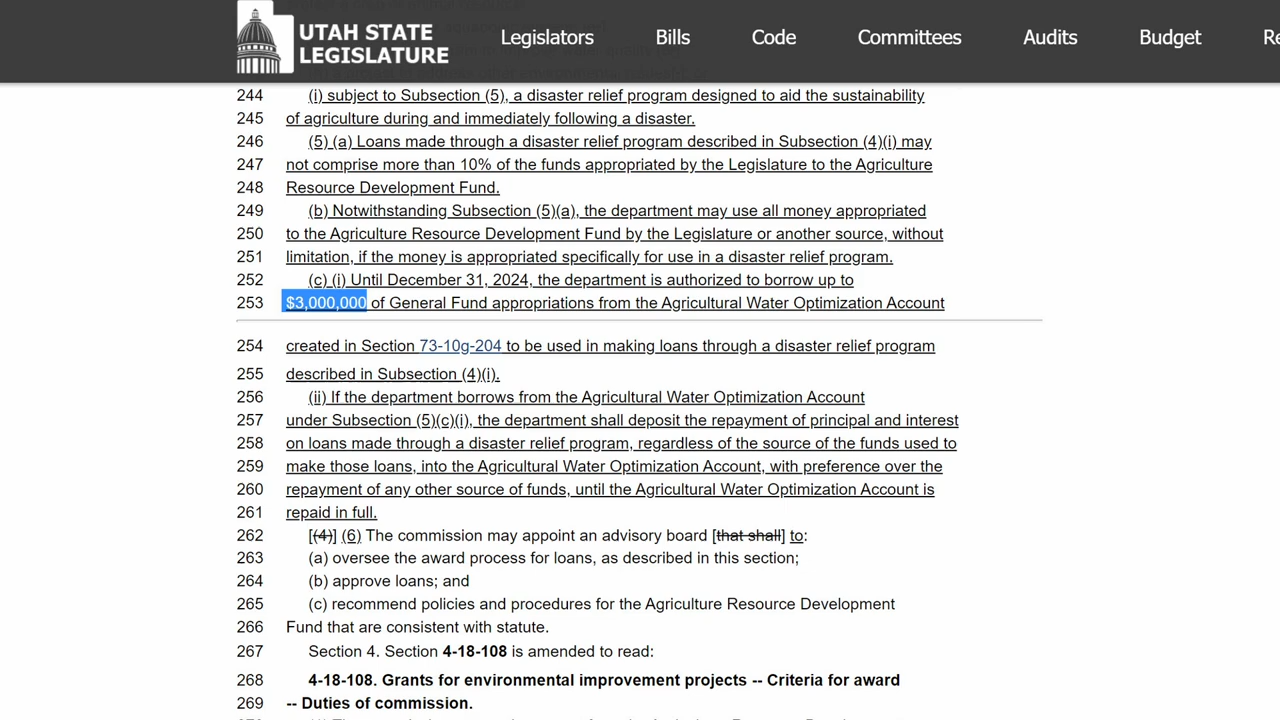 UTAH STATE
LEGISLATURE
Legislators Bills Code Committees Audits Budget Re
244 (i) subject to Subsection (5), a disaster relief program designed to aid the sustainability
245 of agriculture during and immediately following a disaster.
246 (5) (a) Loans made through a disaster relief program described in Subsection (4)(i) may
247 not comprise more than 10% of the funds appropriated by the Legislature to the Agriculture
248 Resource Development Fund.
249 (b) Notwithstanding Subsection (5)(a), the department may use all money appropriated
250 to the Agriculture Resource Development Fund by the Legislature or another source, without
251 limitation, if the money is appropriated specifically for use in a disaster relief program.
252 (c) (i) Until December 31, 2024, the department is authorized to borrow up to
253 $3,000,000 of General Fund appropriations from the Agricultural Water Optimization Account
254 created in Section 73-10g-204 to be used in making loans through a disaster relief program
255 described in Subsection (4)(i).
256 (ii) If the department borrows from the Agricultural Water Optimization Account
257 under Subsection (5)(c)(i), the department shall deposit the repayment of principal and interest
258 on loans made through a disaster relief program, regardless of the source of the funds used to
259 make those loans, into the Agricultural Water Optimization Account, with preference over the
260 repayment of any other source of funds, until the Agricultural Water Optimization Account is
261 repaid in full.
262 [(4)] (6) The commission may appoint an advisory board [that shall] to:
263 (a) oversee the award process for loans, as described in this section;
264 (b) approve loans; and
265 (c) recommend policies and procedures for the Agriculture Resource Development
266 Fund that are consistent with statute.
267 Section 4. Section 4-18-108 is amended to read:
268 4-18-108. Grants for environmental improvement projects -- Criteria for award
269 -- Duties of commission.